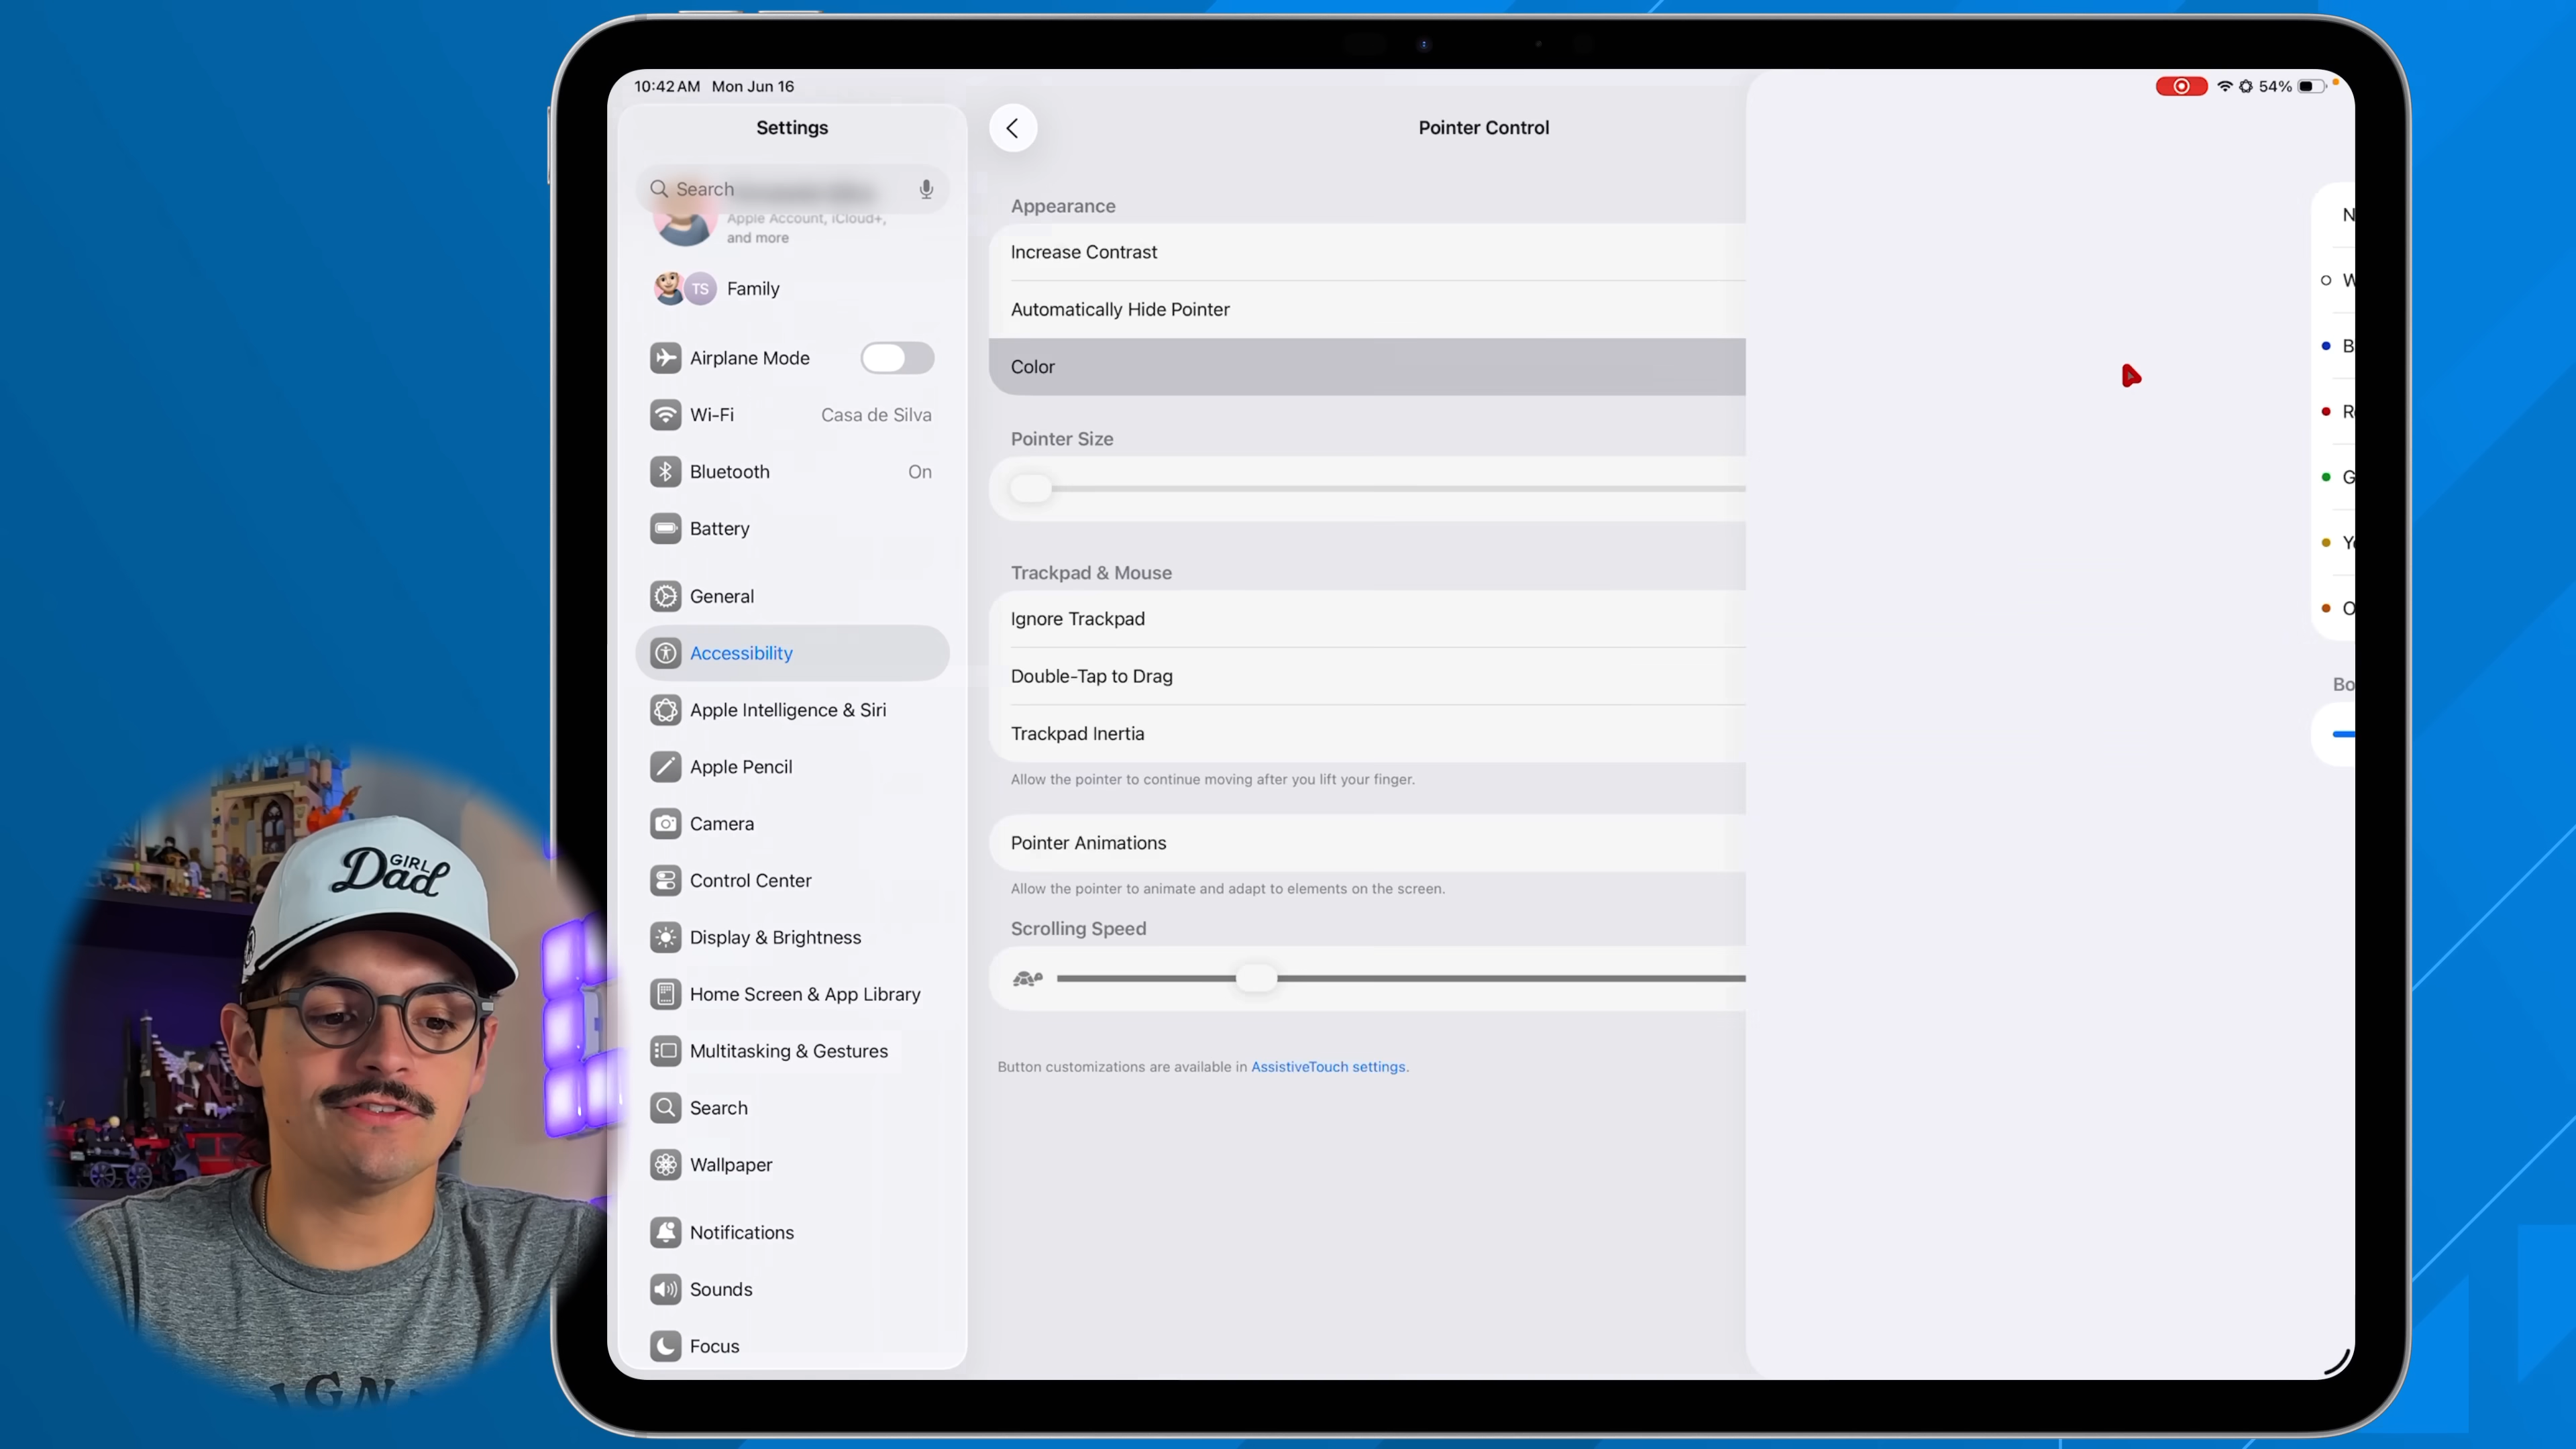 10:42 AM Mon Jun 16
54%
Settings
Search
Apple Account, iCloud+,
and more
TS
Family
Airplane Mode
Wi-Fi Casa de Silva
Bluetooth On
Battery
General
Accessibility
Apple Intelligence & Siri
Apple Pencil
Camera
Control Center
Display & Brightness
Home Screen & App Library
Multitasking & Gestures
Search
Wallpaper
Notifications
Sounds
Focus
Pointer Control
Appearance
Increase Contrast
Automatically Hide Pointer
Color
Pointer Size
Trackpad & Mouse
Ignore Trackpad
Double-Tap to Drag
Trackpad Inertia
Allow the pointer to continue moving after you lift your finger.
Pointer Animations
Allow the pointer to animate and adapt to elements on the screen.
Scrolling Speed
Button customizations are available in AssistiveTouch settings.
N
W
B
R
G
Y
O
Bo
GIRL
Dad